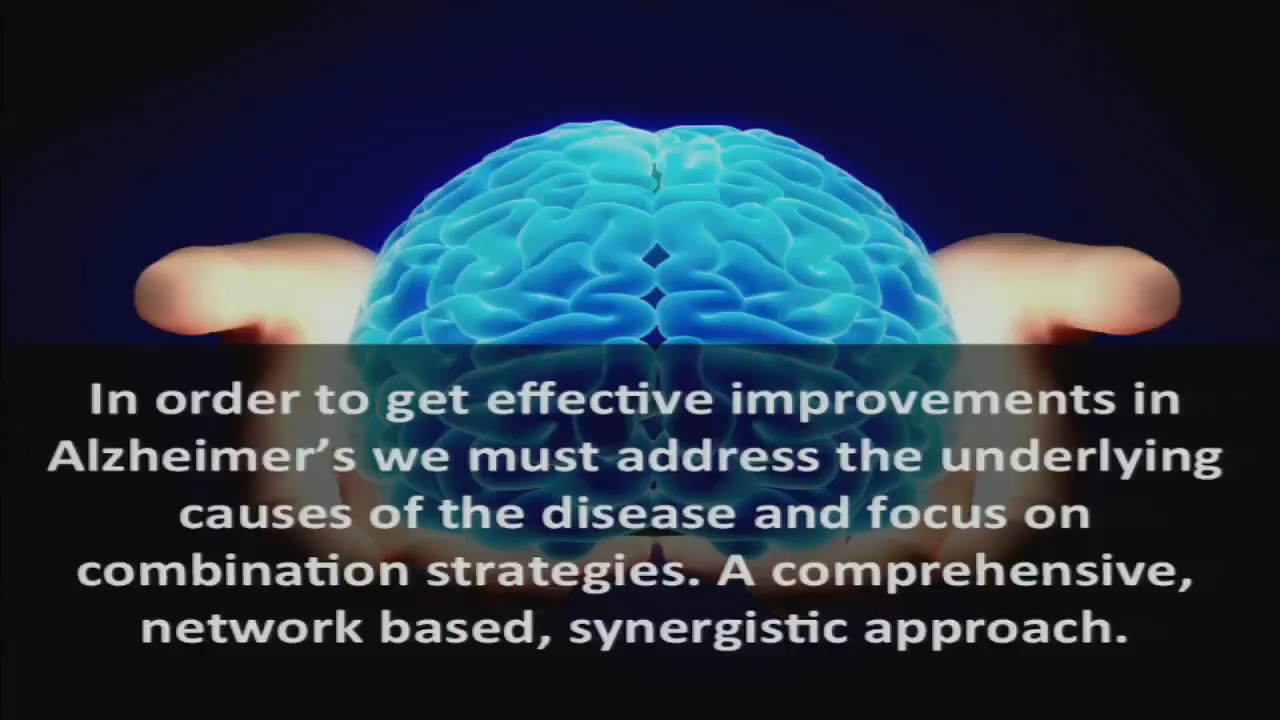 In order to get effective improvements in
Alzheimer’s we must address the underlying
causes of the disease and focus on
combination strategies. A comprehensive,
network based, synergistic approach.